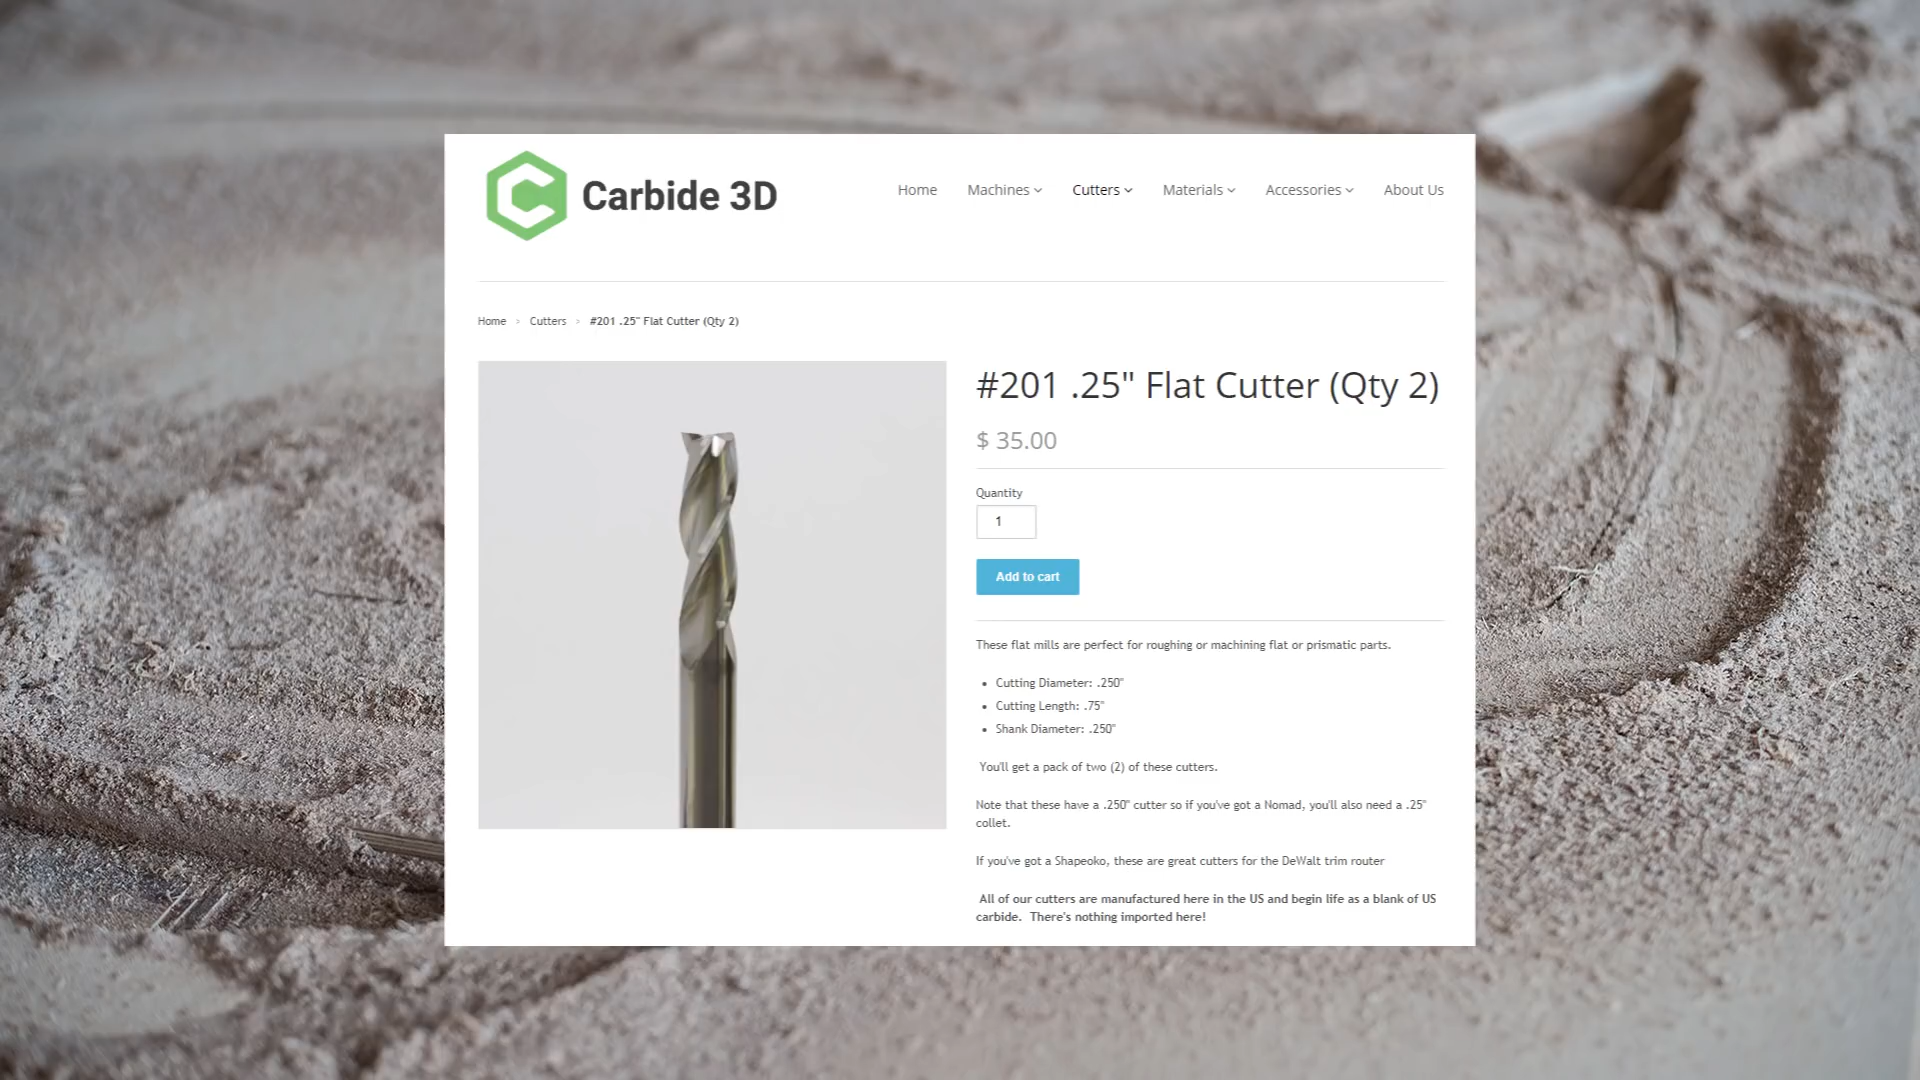 Carbide 3D
Home Machines Cutters Materials Accessories About Us
Home > Cutters > #201 .25" Flat Cutter (Qty 2)
#201 .25" Flat Cutter (Qty 2)
$ 35.00
Quantity
1
Add to cart
These flat mills are perfect for roughing or machining flat or prismatic parts.
• Cutting Diameter: .250"
• Cutting Length: .75"
• Shank Diameter: .250"
You'll get a pack of two (2) of these cutters.
Note that these have a .250" cutter so if you've got a Nomad, you'll also need a .25"
collet.
If you've got a Shapeoko, these are great cutters for the DeWalt trim router
All of our cutters are manufactured here in the US and begin life as a blank of US
carbide. There's nothing imported here!